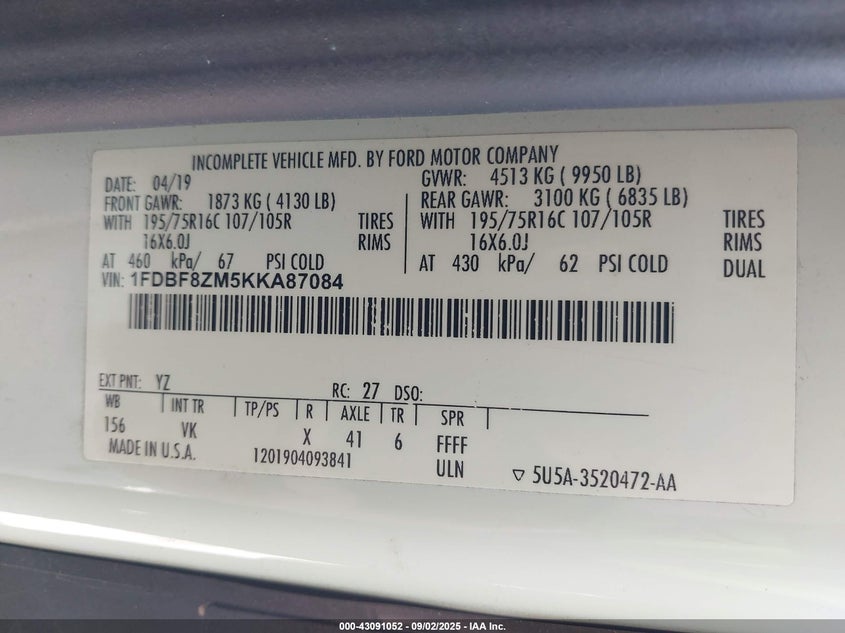 INCOMPLETE VEHICLE MFD. BY FORD MOTOR COMPANY
DATE: 04/19 GVWR: 4513 KG ( 9950 LB)
FRONT GAWR: 1873 KG ( 4130 LB) REAR GAWR: 3100 KG ( 6835 LB)
WITH 195/75R16C 107/105R TIRES WITH 195/75R16C 107/105R TIRES
16X6.0J RIMS 16X6.0J RIMS
AT 460 kPa/ 67 PSI COLD AT 430 kPa/ 62 PSI COLD DUAL
VIN: 1FDBF8ZM5KKA87084
EXT PNT: YZ RC: 27 DSO:
WB INT TR TP/PS R AXLE TR SPR
156 VK X 41 6 FFFF
MADE IN U.S.A. 1201904093841 ULN 5U5A-3520472-AA
000-43091052 - 09/02/2025 - IAA Inc.